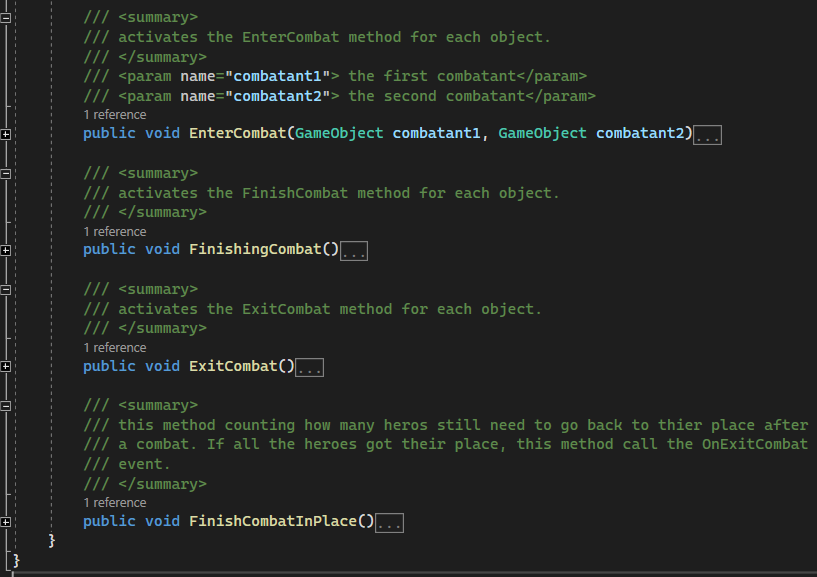 /// <summary>
/// activates the EnterCombat method for each object.
/// </summary>
/// <param name="combatant1"> the first combatant</param>
/// <param name="combatant2"> the second combatant</param>
1 reference
public void EnterCombat(GameObject combatant1, GameObject combatant2)...
/// <summary>
/// activates the FinishCombat method for each object.
/// </summary>
1 reference
public void FinishingCombat()...
/// <summary>
/// activates the ExitCombat method for each object.
/// </summary>
1 reference
public void ExitCombat()...
/// <summary>
/// this method counting how many heros still need to go back to thier place after
/// a combat. If all the heroes got their place, this method call the OnExitCombat
/// event.
/// </summary>
1 reference
public void FinishCombatInPlace()...
}
}